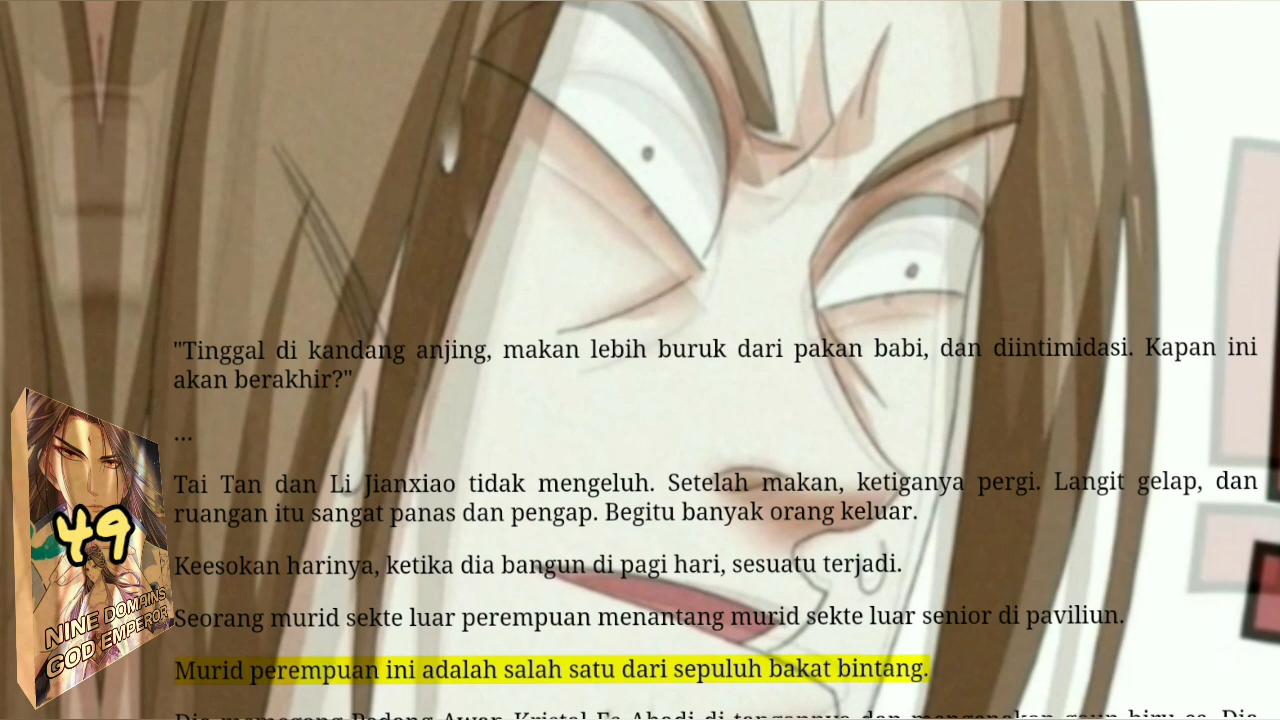 "Tinggal di kandang anjing, makan lebih buruk dari pakan babi, dan diintimidasi. Kapan ini
akan berakhir?"
...
Tai Tan dan Li Jianxiao tidak mengeluh. Setelah makan, ketiganya pergi. Langit gelap, dan
ruangan itu sangat panas dan pengap. Begitu banyak orang keluar.
Keesokan harinya, ketika dia bangun di pagi hari, sesuatu terjadi.
Seorang murid sekte luar perempuan menantang murid sekte luar senior di paviliun.
Murid perempuan ini adalah salah satu dari sepuluh bakat bintang.
49
NINE DOMAINS
GOD EMPEROR